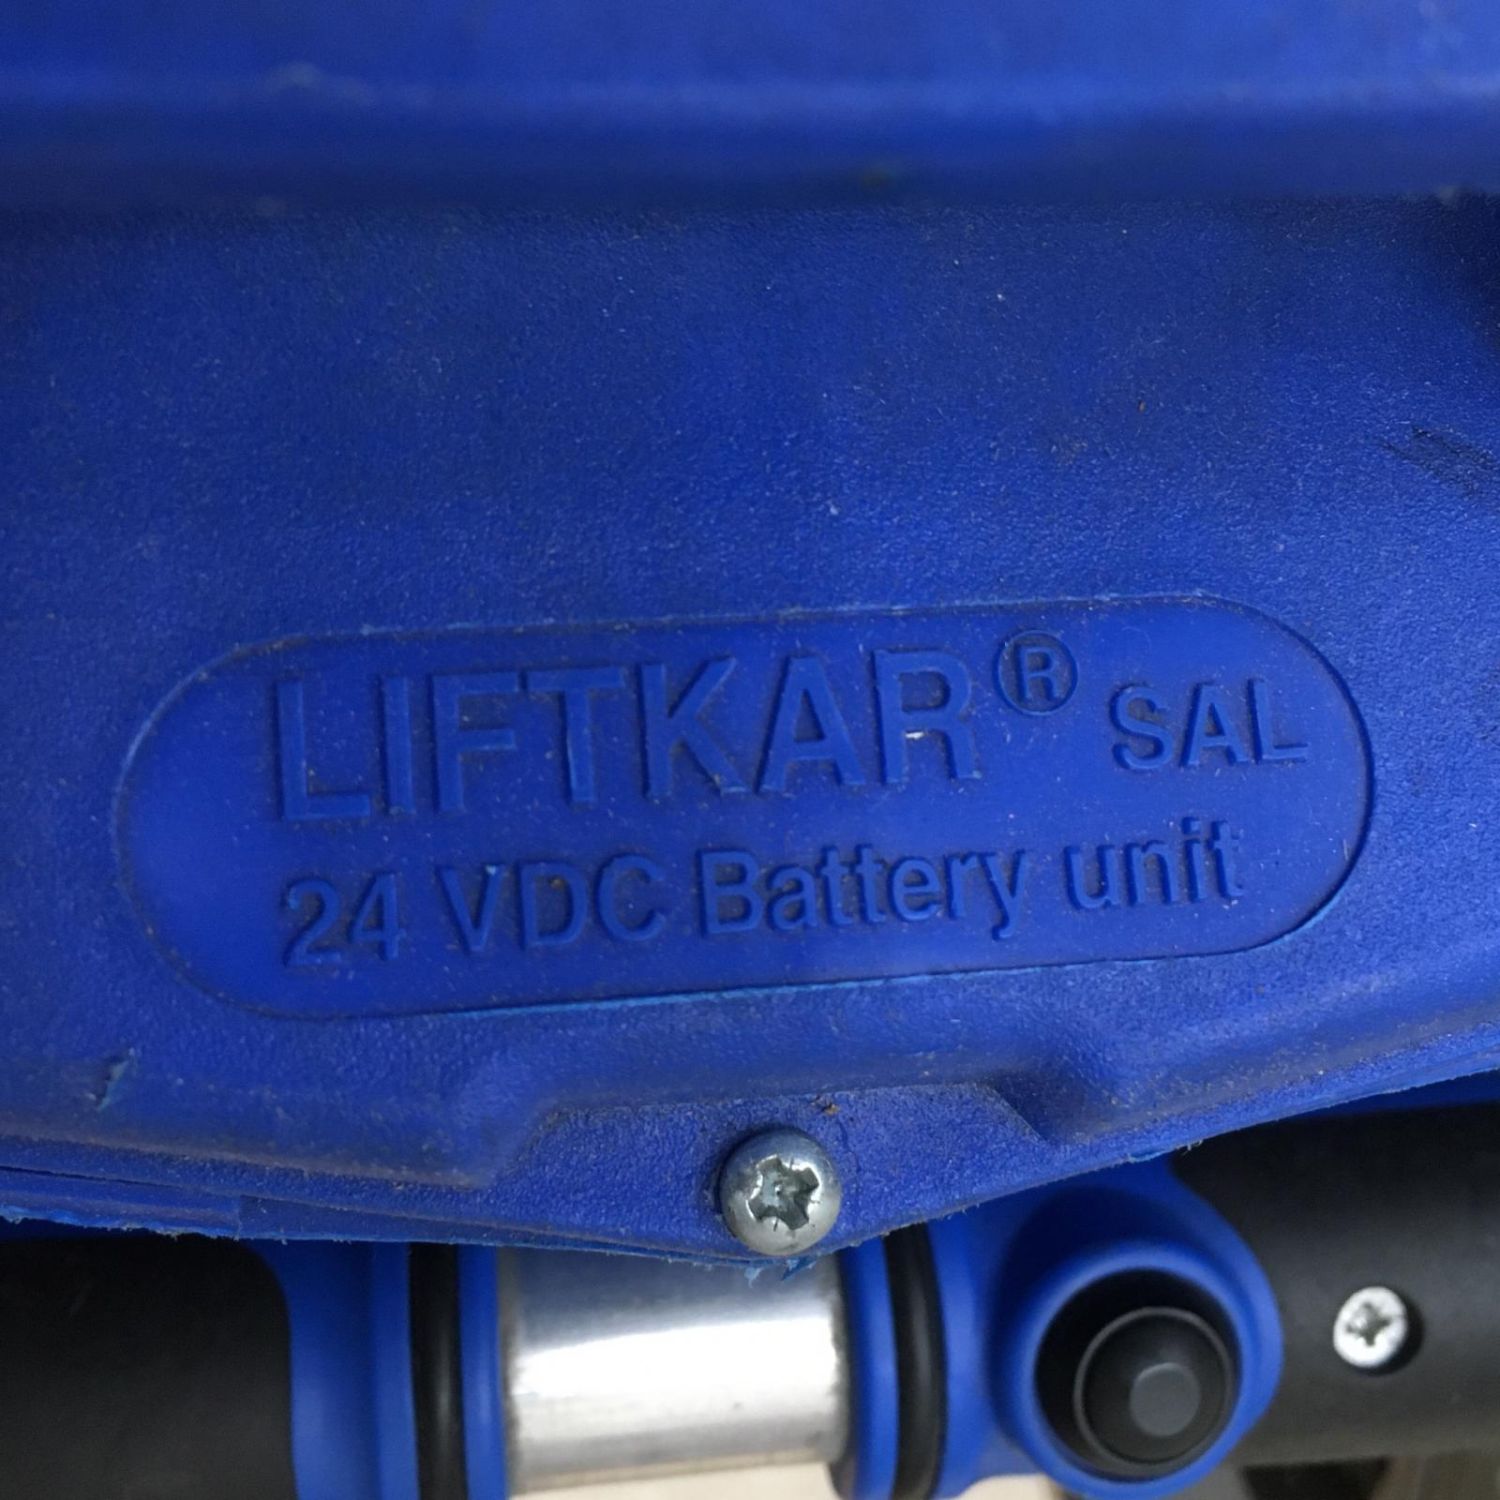 LIFTKAR® SAL
24 VDC Battery unit